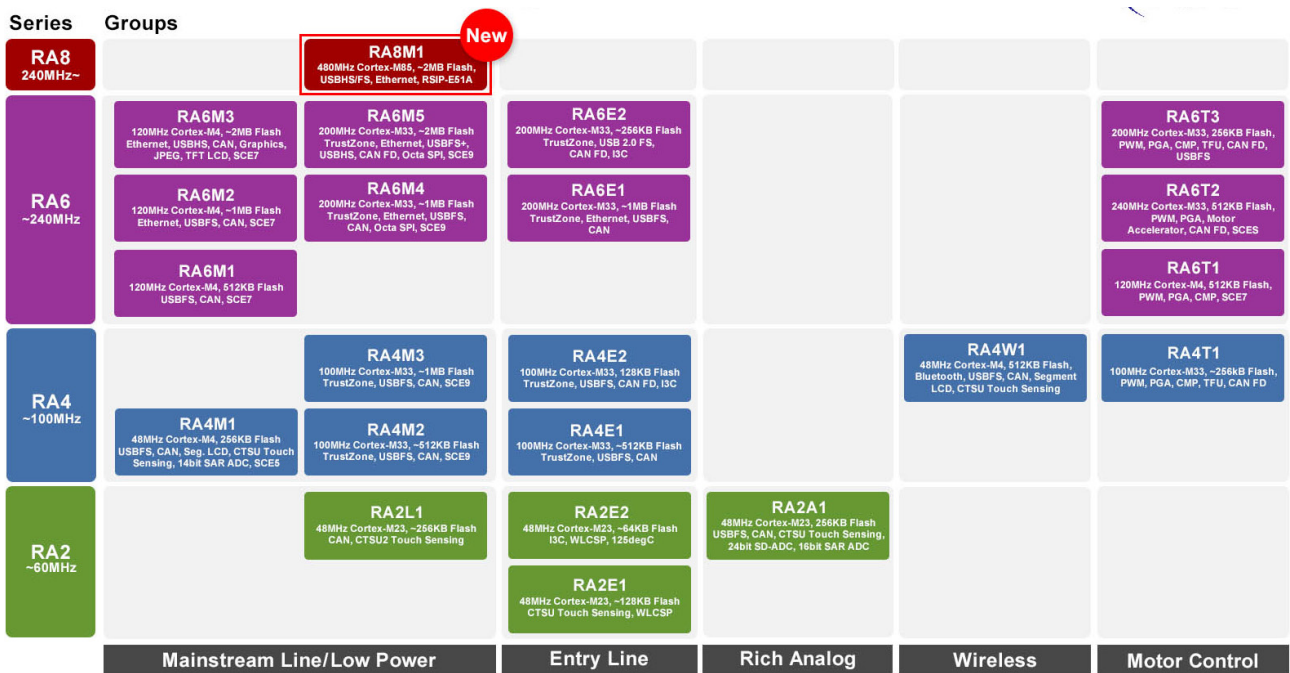 Series
Groups
New
RA8
240MHz~
RA8M1
480MHz Cortex-M85, ~2MB Flash,
USBHS/FS, Ethernet, RSIP-E51A
RA6
~240MHz
RA6M3
120MHz Cortex-M4, ~2MB Flash
Ethernet, USBHS, CAN, Graphics,
JPEG, TFT LCD, SCE7
RA6M5
200MHz Cortex-M33, ~2MB Flash
TrustZone, Ethernet, USBFS+,
USBHS, CAN FD, Octa SPI, SCE9
RA6E2
200MHz Cortex-M33, ~256KB Flash
TrustZone, USB 2.0 FS,
CAN FD, I3C
RA6T3
200MHz Cortex-M33, 256KB Flash,
PWM, PGA, CMP, TFU, CAN FD,
USBFS
RA6M2
120MHz Cortex-M4, ~1MB Flash
Ethernet, USBFS, CAN, SCE7
RA6M4
200MHz Cortex-M33, ~1MB Flash
TrustZone, Ethernet, USBFS,
CAN, Octa SPI, SCE9
RA6E1
200MHz Cortex-M33, ~1MB Flash
TrustZone, Ethernet, USBFS,
CAN
RA6T2
240MHz Cortex-M33, 512KB Flash,
PWM, PGA, Motor
Accelerator, CAN FD, SCE5
RA6M1
120MHz Cortex-M4, 512KB Flash
USBFS, CAN, SCE7
RA6T1
120MHz Cortex-M4, 512KB Flash,
PWM, PGA, CMP, SCE7
RA4
~100MHz
RA4M3
100MHz Cortex-M33, ~1MB Flash
TrustZone, USBFS, CAN, SCE9
RA4E2
100MHz Cortex-M33, 128KB Flash
TrustZone, USBFS, CAN FD, I3C
RA4W1
48MHz Cortex-M4, 512KB Flash,
Bluetooth, USBFS, CAN, Segment
LCD, CTSU Touch Sensing
RA4T1
100MHz Cortex-M33, ~256kB Flash,
PWM, PGA, CMP, TFU, CAN FD
RA4M1
48MHz Cortex-M4, 256KB Flash
USBFS, CAN, Seg. LCD, CTSU Touch
Sensing, 14bit SAR ADC, SCE5
RA4M2
100MHz Cortex-M33, ~512KB Flash
TrustZone, USBFS, CAN, SCE9
RA4E1
100MHz Cortex-M33, ~512KB Flash
TrustZone, USBFS, CAN
RA2
~60MHz
RA2L1
48MHz Cortex-M23, ~256KB Flash
CAN, CTSU2 Touch Sensing
RA2E2
48MHz Cortex-M23, ~64KB Flash
I3C, WLCSP, 125degC
RA2A1
48MHz Cortex-M23, 256KB Flash
USBFS, CAN, CTSU Touch Sensing,
24bit SD-ADC, 16bit SAR ADC
RA2E1
48MHz Cortex-M23, ~128KB Flash
CTSU Touch Sensing, WLCSP
Mainstream Line/Low Power
Entry Line
Rich Analog
Wireless
Motor Control